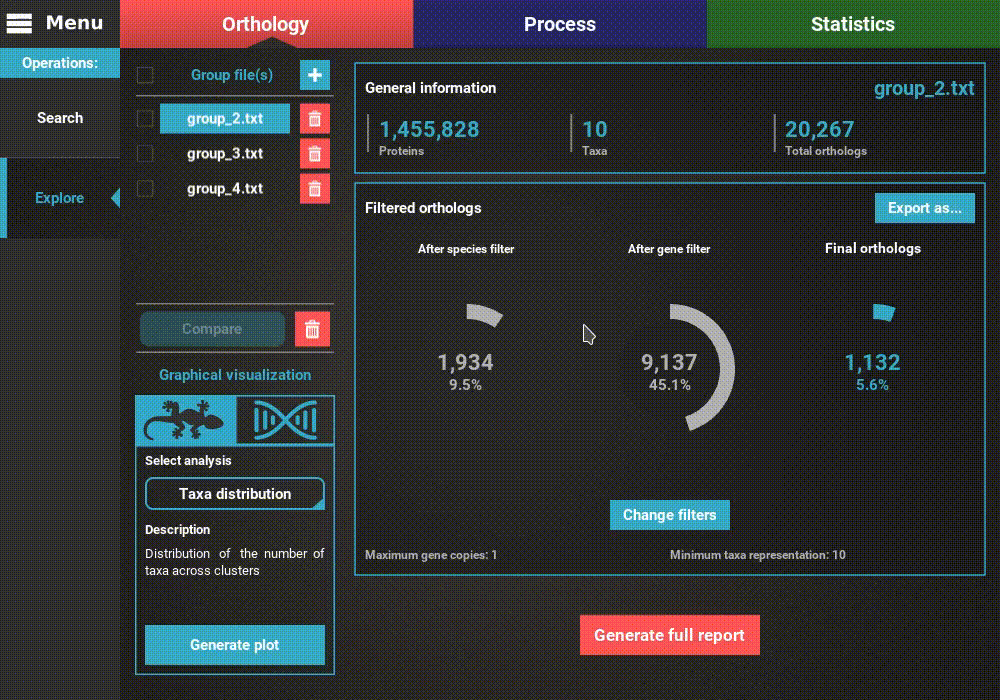 Menu
Orthology
Process
Statistics
Operations:
Search
Explore
Group file(s)
group_2.txt
group_3.txt
group_4.txt
Compare
Graphical visualization
Select analysis
Taxa distribution
Description
Distribution of the number of
taxa across clusters
Generate plot
General information
group_2.txt
1,455,828
Proteins
10
Taxa
20,267
Total orthologs
Filtered orthologs
Export as...
After species filter
After gene filter
Final orthologs
1,934
9.5%
9,137
45.1%
1,132
5.6%
Change filters
Maximum gene copies: 1
Minimum taxa representation: 10
Generate full report